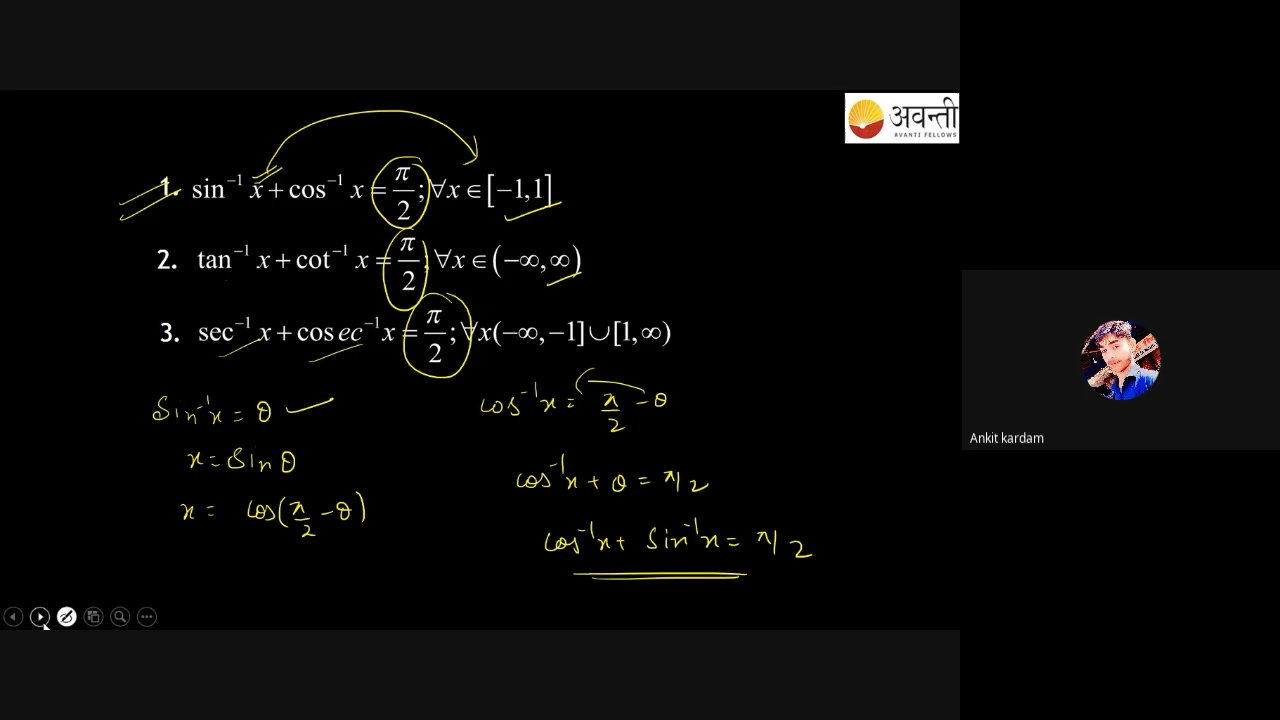 अवन्ती
AVANTI FELLOWS
1. sin⁻¹ x + cos⁻¹ x = π/2 ; ∀x ∈ [−1,1]
2. tan⁻¹ x + cot⁻¹ x = π/2 , ∀x ∈ (−∞,∞)
3. sec⁻¹ x + cosec⁻¹x = π/2 ; ∀x(−∞,−1]∪[1,∞)
Sin⁻¹x = θ
x = Sin θ
x = cos(π/2 − θ)
cos⁻¹x = π/2 − θ
cos⁻¹x + θ = π/2
cos⁻¹x + Sin⁻¹x = π/2
Ankit kardam